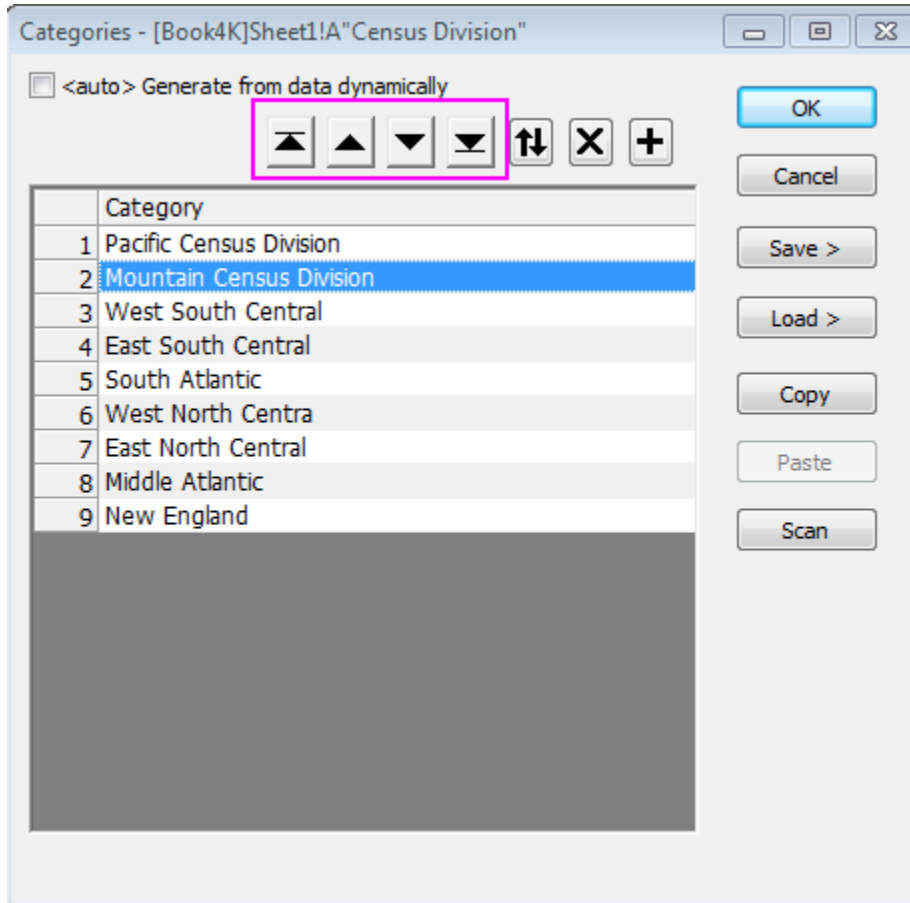 Categories - [Book4K]Sheet1!A"Census Division"
<auto> Generate from data dynamically
OK
Cancel
Category
1 Pacific Census Division
Save >
2 Mountain Census Division
3 West South Central
Load >
4 East South Central
5 South Atlantic
Copy
6 West North Centra
7 East North Central
Paste
8 Middle Atlantic
9 New England
Scan